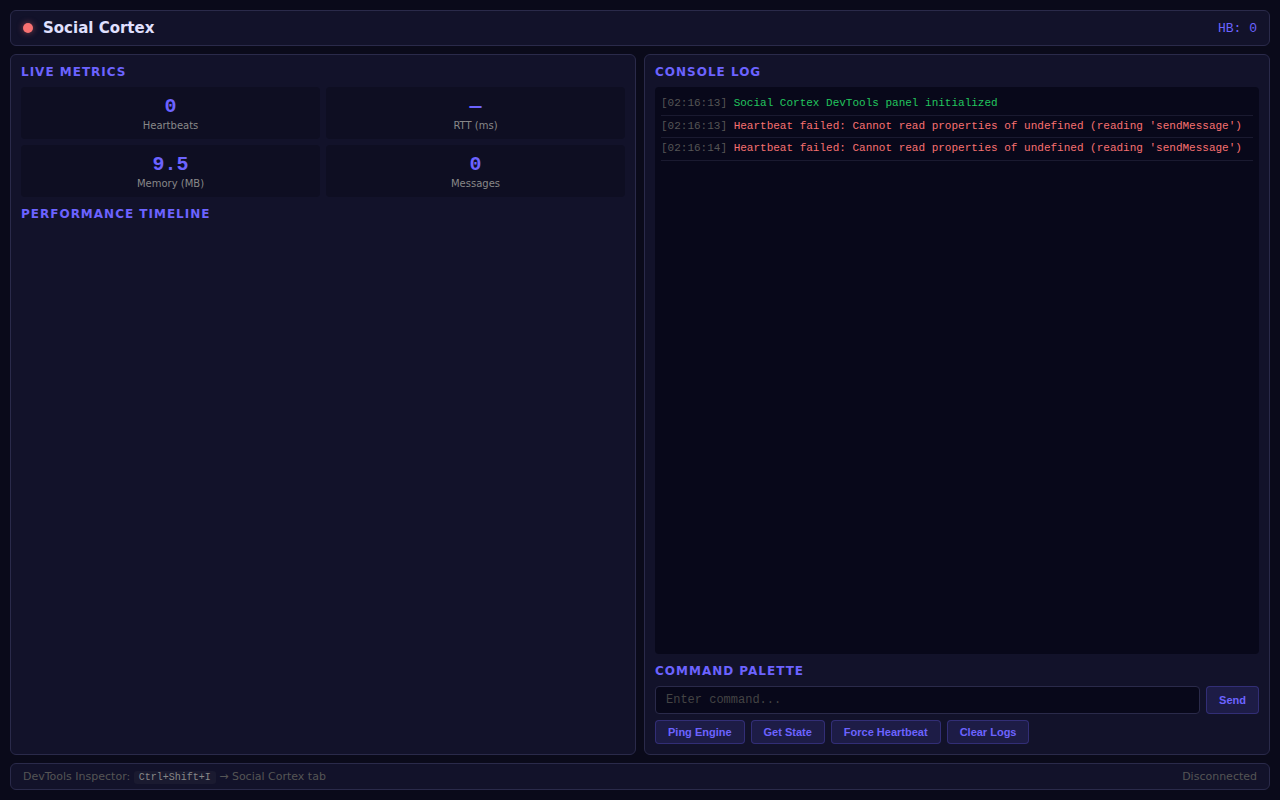 Social Cortex
HB: 0
LIVE METRICS
0
Heartbeats
—
RTT (ms)
9.5
Memory (MB)
0
Messages
PERFORMANCE TIMELINE
CONSOLE LOG
[02:16:13] Social Cortex DevTools panel initialized
[02:16:13] Heartbeat failed: Cannot read properties of undefined (reading 'sendMessage')
[02:16:14] Heartbeat failed: Cannot read properties of undefined (reading 'sendMessage')
COMMAND PALETTE
Enter command...
Send
Ping Engine
Get State
Force Heartbeat
Clear Logs
DevTools Inspector: Ctrl+Shift+I → Social Cortex tab
Disconnected